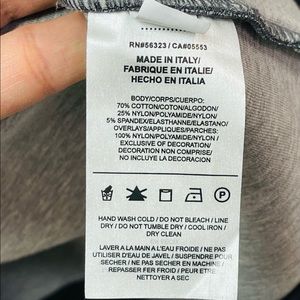 RN#56323 / CA#05553
MADE IN ITALY/
FABRIQUE EN ITALIE/
HECHO EN ITALIA
BODY/CORPS/CUERPO:
70% COTTON/COTON/ALGODON/
25% NYLON/POLYAMIDE/NYLON/
5% SPANDEX/ELASTHANNE/ELASTANO/
OVERLAYS/APPLIQUES/PARCHES:
100% NYLON/POLYAMIDE/NYLON/
EXCLUSIVE OF DECORATION/
DECORATION NON COMPRISE/
NO INCLUYE LA DECORACION
P
HAND WASH COLD / DO NOT BLEACH / LINE
DRY / DO NOT TUMBLE DRY / COOL IRON /
DRY CLEAN
LAVER A LA MAIN A L'EAU FROIDE / NE PAS
UTILISER D'EAU DE JAVEL / SUSPENDRE POUR
SECHER / NE PAS SECHER EN MACHINE /
REPASSER FER FROID / PEUT ETRE
NETTOYER A SEC